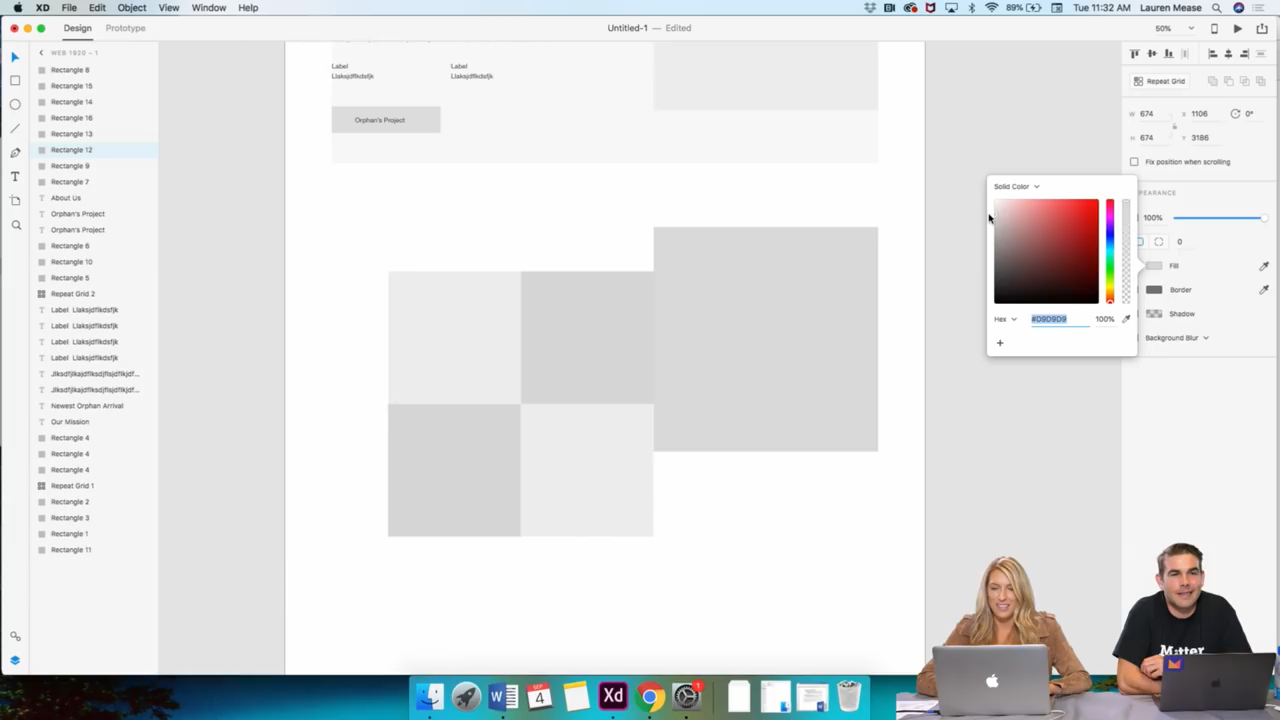 XD File Edit Object View Window Help
89% Tue 11:32 AM Lauren Mease
Design Prototype
Untitled-1 — Edited
50%
WEB 1920 – 1
Rectangle 8
Rectangle 15
Rectangle 14
Rectangle 16
Rectangle 13
Rectangle 12
Rectangle 9
Rectangle 7
About Us
Orphan's Project
Orphan's Project
Rectangle 6
Rectangle 10
Rectangle 5
Repeat Grid 2
Label Llaksjdflkdsfjk
Label Llaksjdflkdsfjk
Label Llaksjdflkdsfjk
Label Llaksjdflkdsfjk
Newest Orphan Arrival
Our Mission
Rectangle 4
Rectangle 4
Rectangle 4
Repeat Grid 1
Rectangle 2
Rectangle 3
Rectangle 1
Rectangle 11
Label Label
Llaksjdflkdsfjk Llaksjdflkdsfjk
Orphan's Project
Repeat Grid
W 674 X 1106 0°
H 674 Y 3186
Fix position when scrolling
PEARANCE
100%
0
Fill
Border
Shadow
Background Blur
Solid Color
Hex #D9D9D9 100%
+
T
SEP
4
Xd
1
Matter